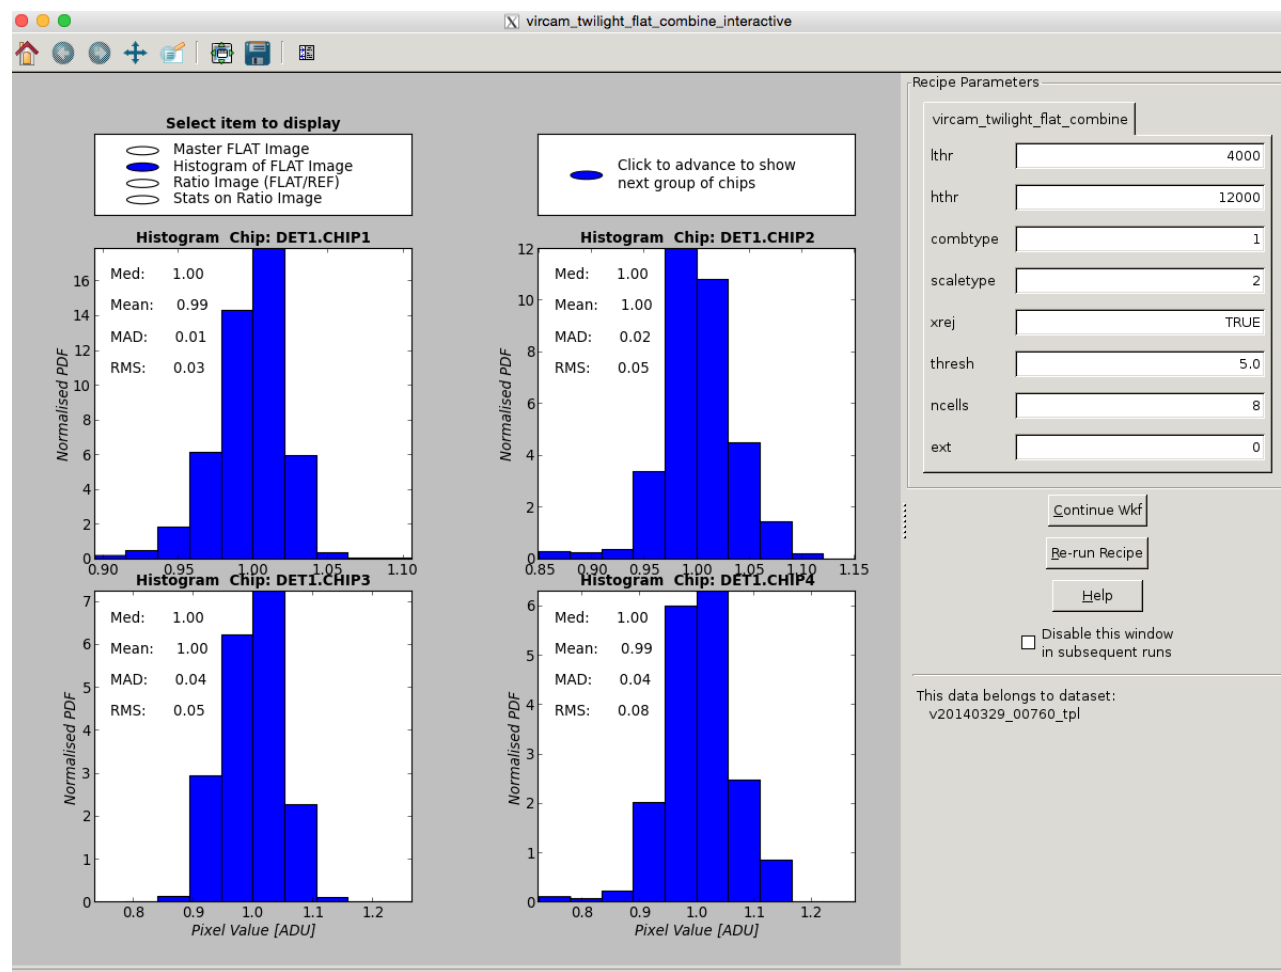 vircam_twilight_flat_combine_interactive
Select item to display
Master FLAT Image
Histogram of FLAT Image
Ratio Image (FLAT/REF)
Stats on Ratio Image
Click to advance to show
next group of chips
Histogram Chip: DET1.CHIP1
Normalised PDF
16
14
12
10
8
6
4
2
0
Med: 1.00
Mean: 0.99
MAD: 0.01
RMS: 0.03
0.90 0.95 1.00 1.05 1.10
Histogram Chip: DET1.CHIP2
Normalised PDF
12
10
8
6
4
2
0
Med: 1.00
Mean: 1.00
MAD: 0.02
RMS: 0.05
0.85 0.90 0.95 1.00 1.05 1.10 1.15
Histogram Chip: DET1.CHIP3
Normalised PDF
7
6
5
4
3
2
1
0
Med: 1.00
Mean: 1.00
MAD: 0.04
RMS: 0.05
0.8 0.9 1.0 1.1 1.2
Pixel Value [ADU]
Histogram Chip: DET1.CHIP4
Normalised PDF
6
5
4
3
2
1
0
Med: 1.00
Mean: 0.99
MAD: 0.04
RMS: 0.08
0.8 0.9 1.0 1.1 1.2
Pixel Value [ADU]
Recipe Parameters
vircam_twilight_flat_combine
lthr 4000
hthr 12000
combtype 1
scaletype 2
xrej TRUE
thresh 5.0
ncells 8
ext 0
Continue Wkf
Re-run Recipe
Help
Disable this window
in subsequent runs
This data belongs to dataset:
v20140329_00760_tpl